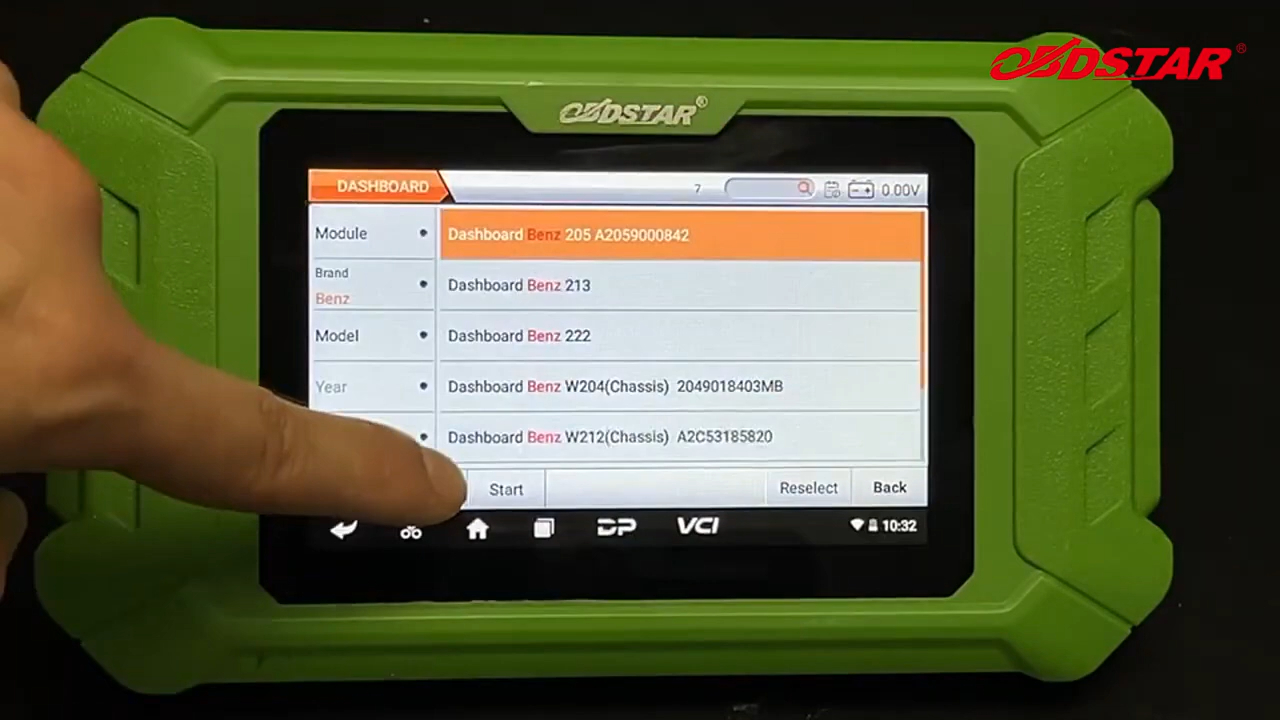 OBDSTAR®
OBDSTAR®
DASHBOARD
7
0.00V
Module
Dashboard Benz 205 A2059000842
Brand
Benz
Dashboard Benz 213
Model
Dashboard Benz 222
Year
Dashboard Benz W204(Chassis) 2049018403MB
Dashboard Benz W212(Chassis) A2C53185820
Start
Reselect
Back
DP
VCI
10:32